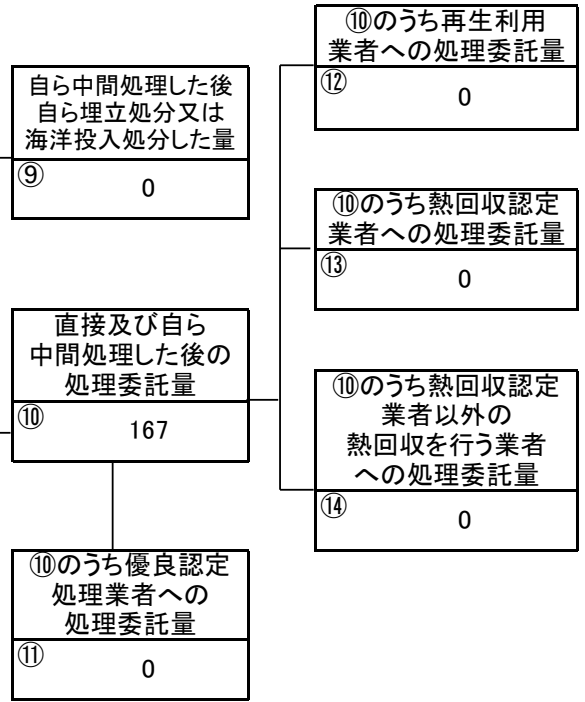 自ら中間処理した後
自ら埋立処分又は
海洋投入処分した量
⑨
0
直接及び自ら
中間処理した後の
処理委託量
⑩
167
⑩のうち優良認定
処理業者への
処理委託量
⑪
0
⑩のうち再生利用
業者への処理委託量
⑫
0
⑩のうち熱回収認定
業者への処理委託量
⑬
0
⑩のうち熱回収認定
業者以外の
熱回収を行う業者
への処理委託量
⑭
0